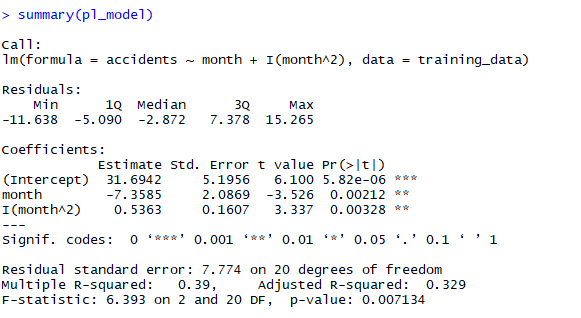 > summary(pl_model)
Call:
lm(formula = accidents ~ month + I(month^2), data = training_data)
Residuals:
    Min      1Q  Median      3Q     Max
-11.638  -5.090  -2.872   7.378  15.265
Coefficients:
            Estimate Std. Error t value Pr(>|t|)
(Intercept)  31.6942     5.1956   6.100 5.82e-06 ***
month        -7.3585     2.0869  -3.526  0.00212 **
I(month^2)    0.5363     0.1607   3.337  0.00328 **
---
Signif. codes:  0 ‘***’ 0.001 ‘**’ 0.01 ‘*’ 0.05 ‘.’ 0.1 ‘ ’ 1
Residual standard error: 7.774 on 20 degrees of freedom
Multiple R-squared:   0.39,	Adjusted R-squared:  0.329
F-statistic: 6.393 on 2 and 20 DF,  p-value: 0.007134